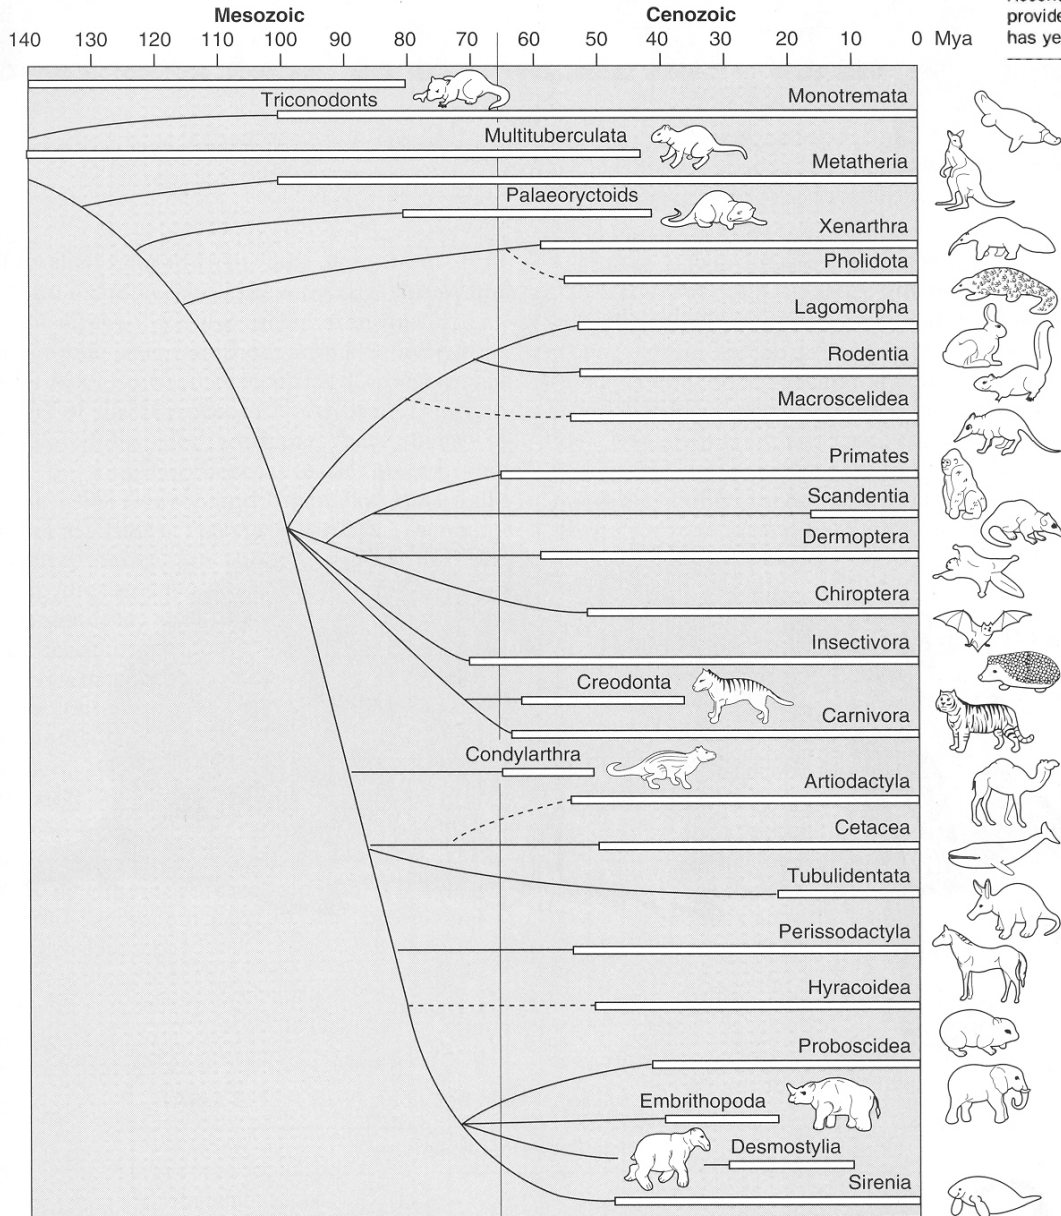 Mesozoic Cenozoic
provide
140 130 120 110 100 90 80 70 60 50 40 30 20 10 0 Mya
has ye
Triconodonts
Monotremata
Multituberculata
Metatheria
Palaeoryctoids
Xenarthra
Pholidota
Lagomorpha
Rodentia
Macroscelidea
Primates
Scandentia
Dermoptera
Chiroptera
Insectivora
Creodonta
Carnivora
Condylarthra
Artiodactyla
Cetacea
Tubulidentata
Perissodactyla
Hyracoidea
Proboscidea
Embrithopoda
Desmostylia
Sirenia